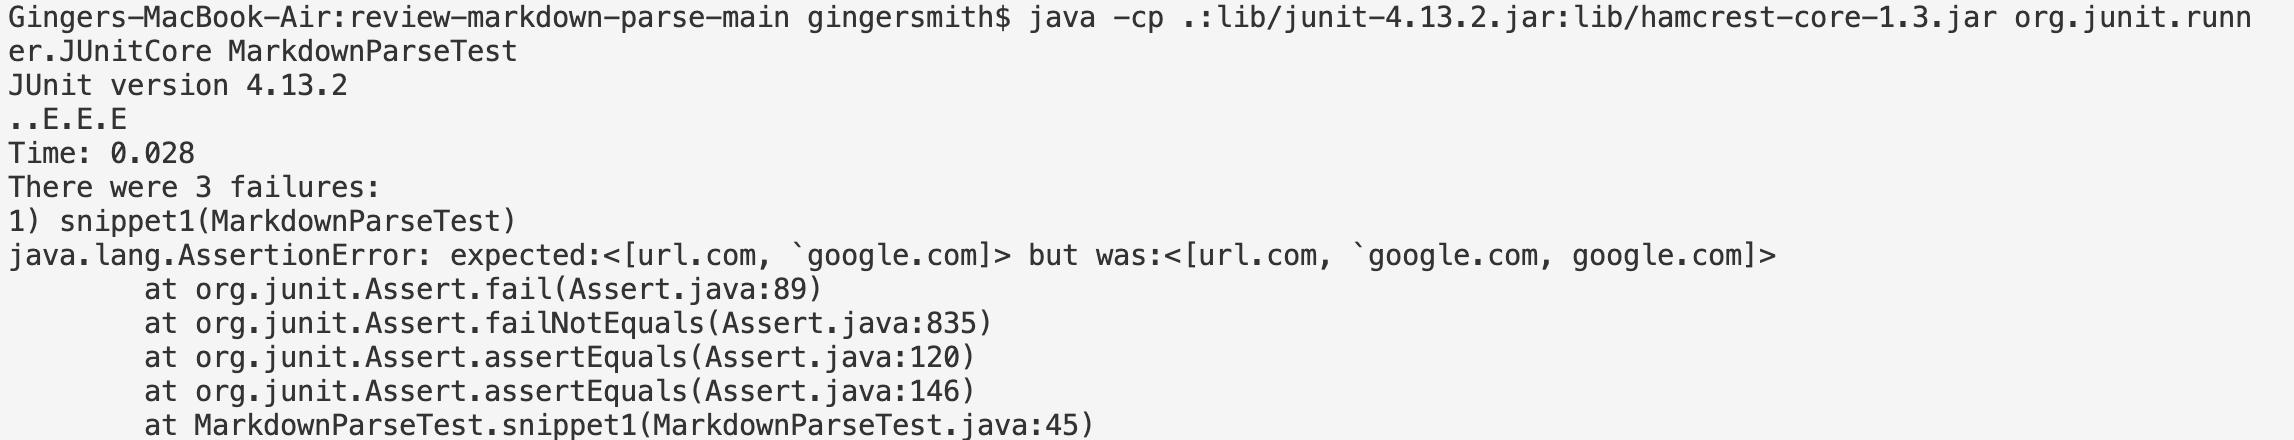 Gingers-MacBook-Air:review-markdown-parse-main gingersmith$ java -cp .:lib/junit-4.13.2.jar:lib/hamcrest-core-1.3.jar org.junit.runn
er.JUnitCore MarkdownParseTest
JUnit version 4.13.2
..E.E.E
Time: 0.028
There were 3 failures:
1) snippet1(MarkdownParseTest)
java.lang.AssertionError: expected:<[url.com, `google.com]> but was:<[url.com, `google.com, google.com]>
        at org.junit.Assert.fail(Assert.java:89)
        at org.junit.Assert.failNotEquals(Assert.java:835)
        at org.junit.Assert.assertEquals(Assert.java:120)
        at org.junit.Assert.assertEquals(Assert.java:146)
        at MarkdownParseTest.snippet1(MarkdownParseTest.java:45)